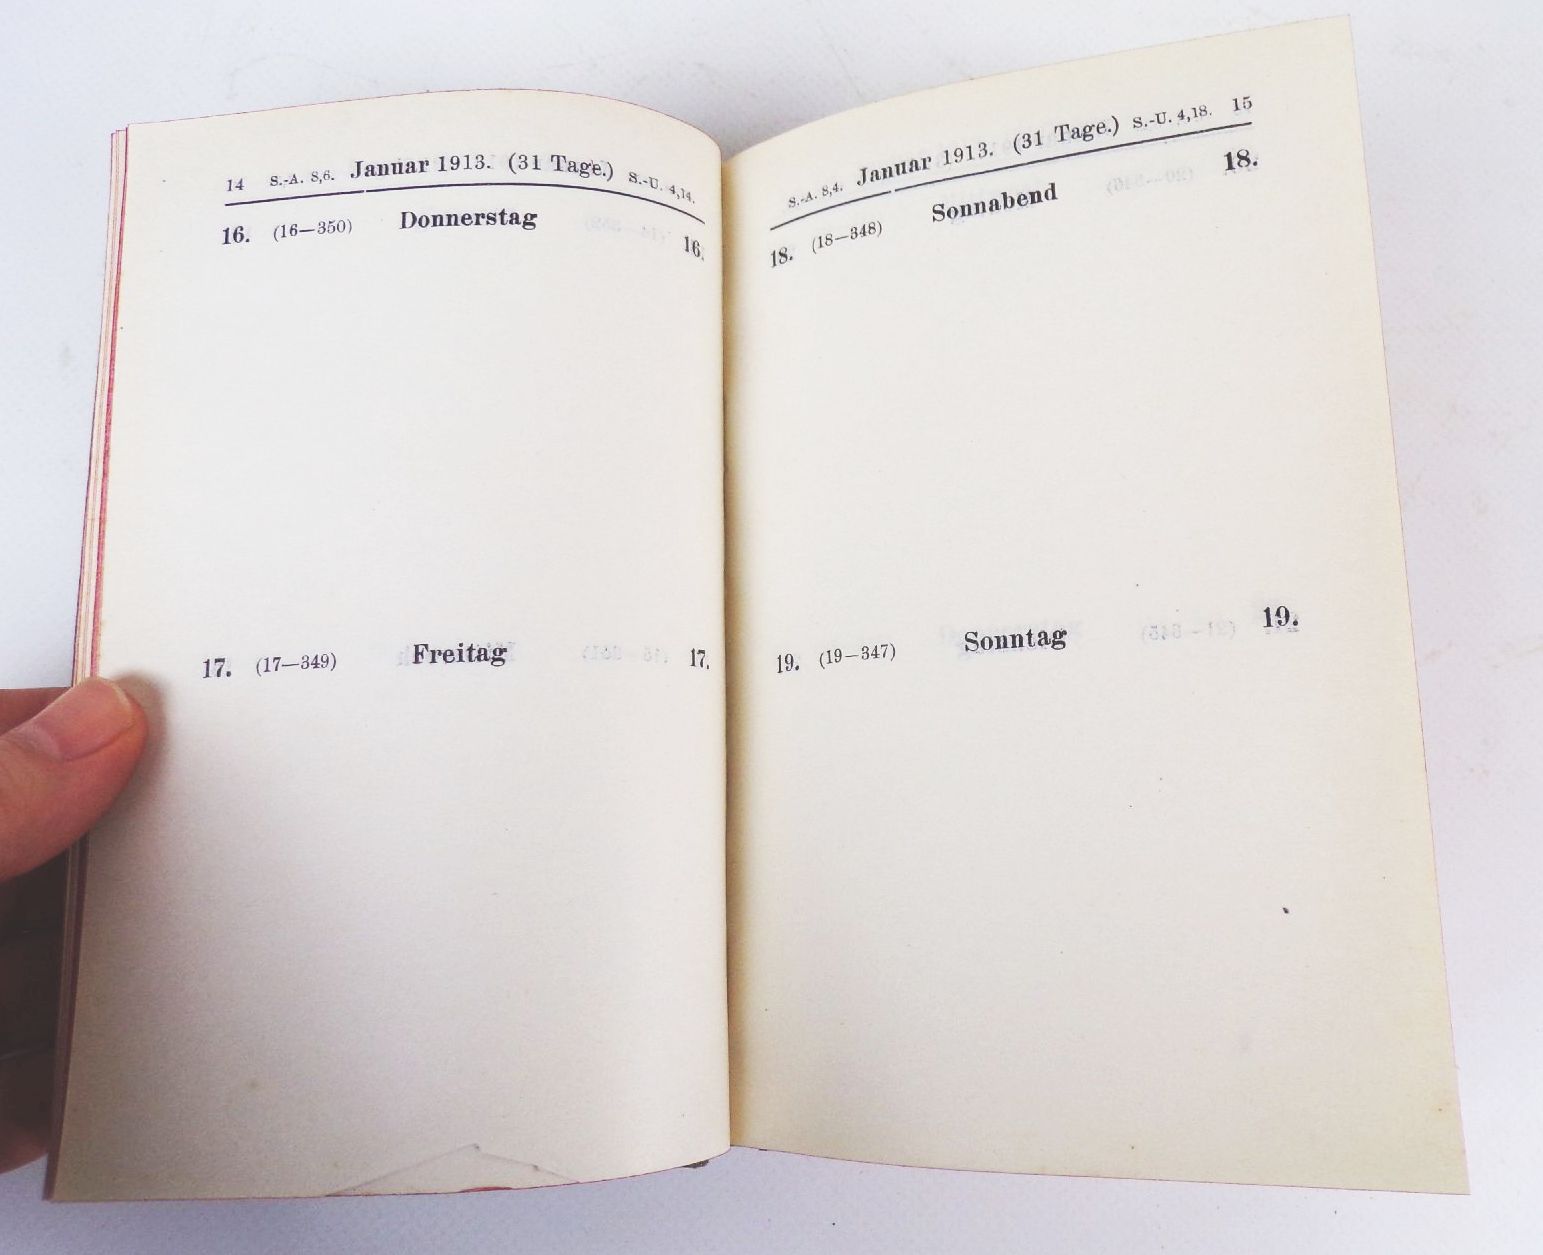 14 S.-A. 8,6. Januar 1913. (31 Tage.) S.-U. 4,14.
16. (16—350) Donnerstag 16.
17. (17—349) Freitag 17.
S.-A. 8,4. Januar 1913. (31 Tage.) S.-U. 4,18. 15
18. (18—348) Sonnabend 18.
19. (19—347) Sonntag 19.